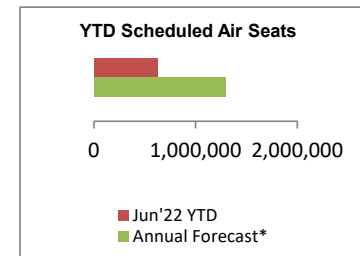 YTD Scheduled Air Seats
0 1,000,000 2,000,000
Jun'22 YTD
Annual Forecast*